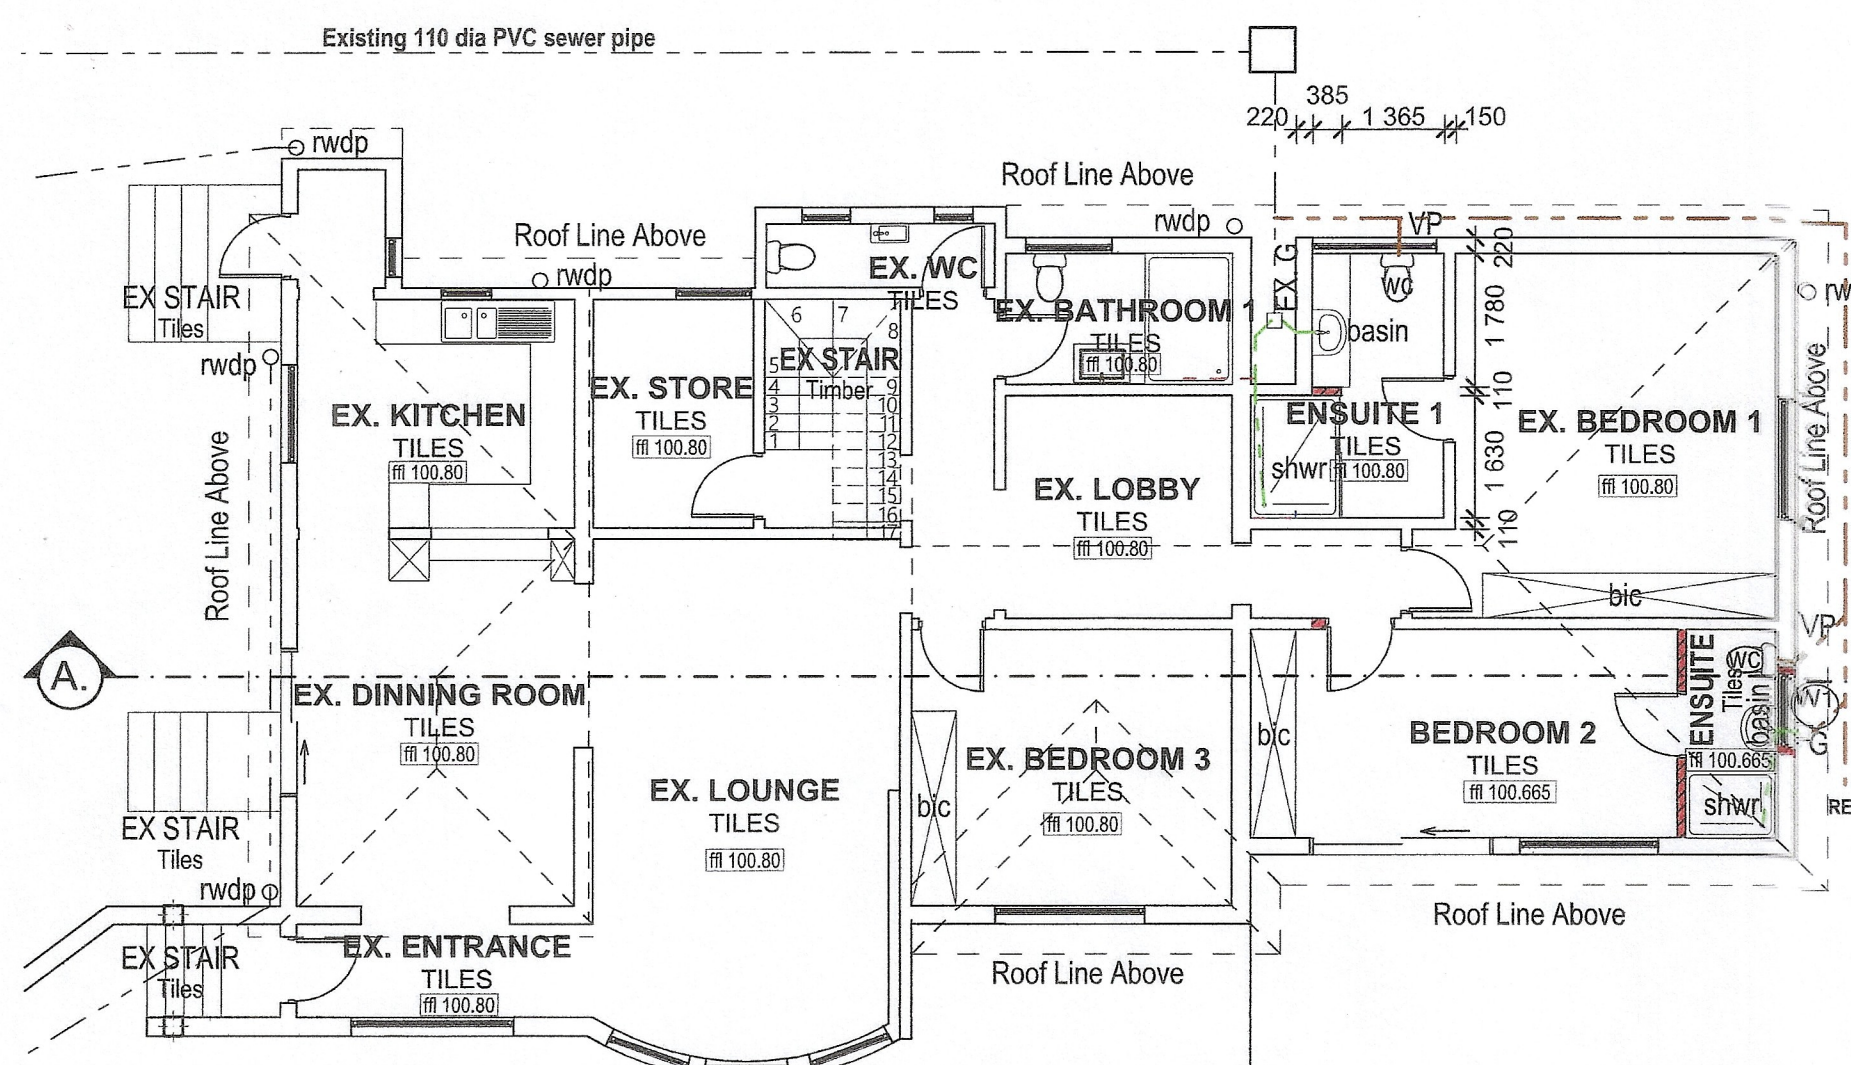 Existing 110 dia PVC sewer pipe
385
220
1 365
150
rwdp
Roof Line Above
rwdp
VP
Roof Line Above
rwdp
EX. WC
TILES
EX. G
wc
220
EX STAIR
Tiles
EX. BATHROOM 1
TILES
ffl 100.80
basin
1 780
rw
6
7
8
5
4
3
2
1
EX STAIR
Timber
9
10
11
12
13
14
15
16
17
rwdp
EX. STORE
TILES
ffl 100.80
EX. KITCHEN
TILES
ffl 100.80
110
ENSUITE 1
TILES
ffl 100.80
shwr
1 630
EX. BEDROOM 1
TILES
ffl 100.80
Roof Line Above
EX. LOBBY
TILES
ffl 100.80
110
Roof Line Above
bic
VP
A.
EX. DINNING ROOM
TILES
ffl 100.80
ENSUITE
Tiles
wc
basin
W1
G
ffl 100.665
shwr
BEDROOM 2
TILES
ffl 100.665
bic
EX. BEDROOM 3
TILES
ffl 100.80
bic
EX. LOUNGE
TILES
ffl 100.80
RE
EX STAIR
Tiles
rwdp
Roof Line Above
EX STAIR
Tiles
EX. ENTRANCE
TILES
ffl 100.80
Roof Line Above